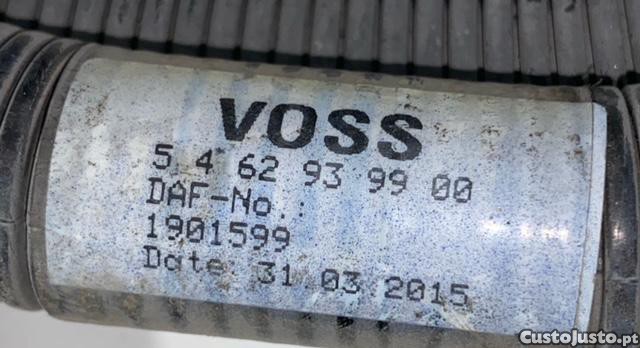 VOSS
5 4 62 93 99 00
DAF-No.:
1901599
Date 31 03 2015
CustoJusto.pt